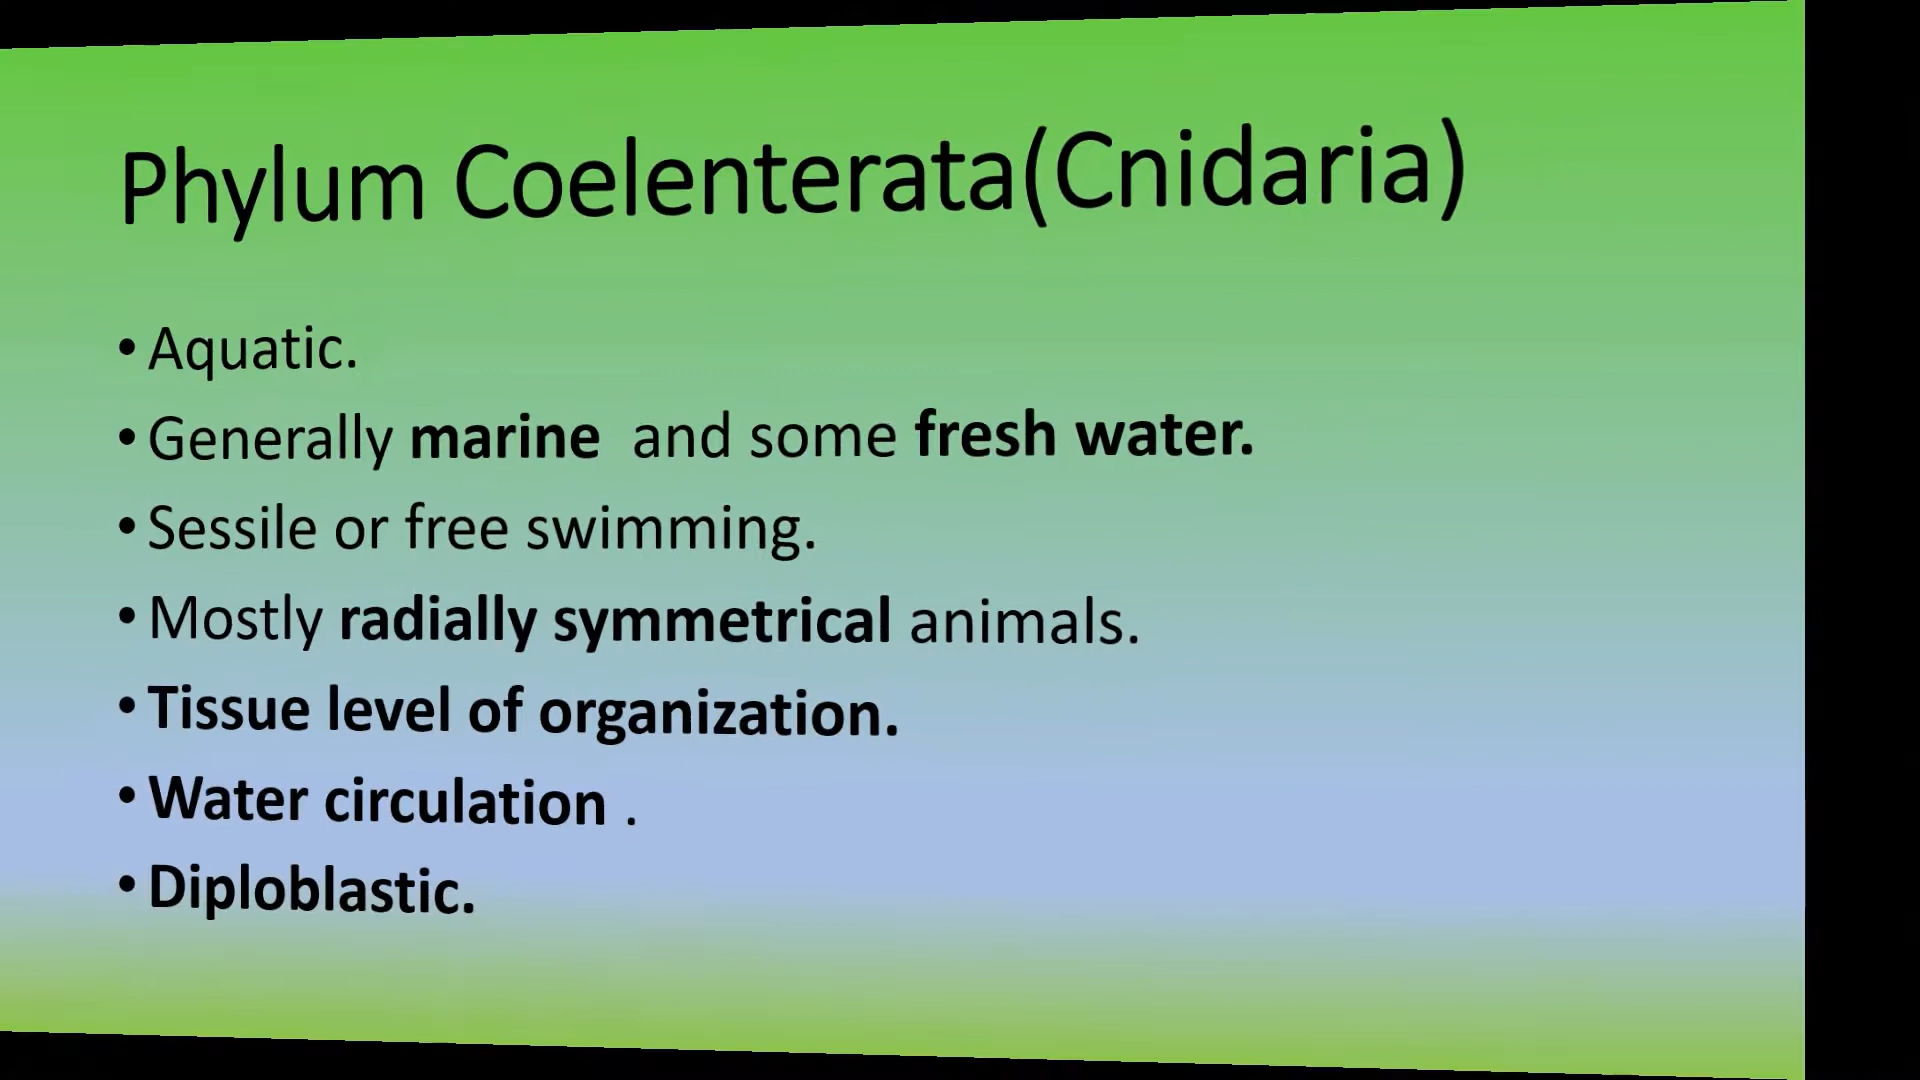 Phylum Coelenterata(Cnidaria)
• Aquatic.
• Generally marine  and some fresh water.
• Sessile or free swimming.
• Mostly radially symmetrical animals.
• Tissue level of organization.
• Water circulation .
• Diploblastic.